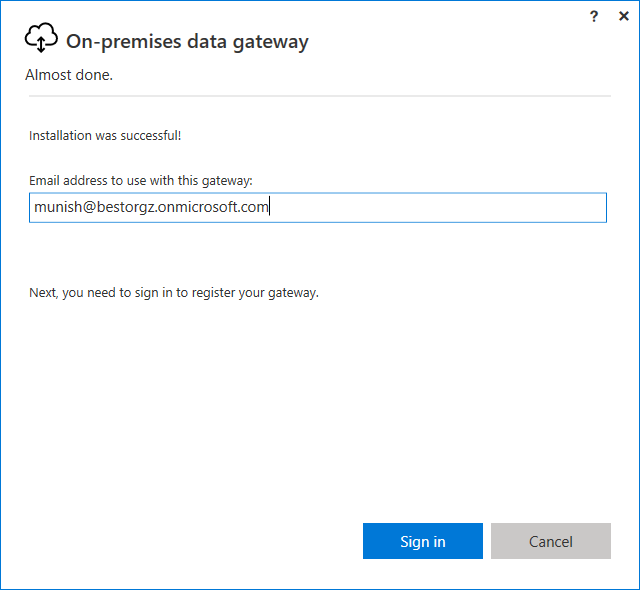 ? ×
On-premises data gateway
Almost done.
Installation was successful!
Email address to use with this gateway:
munish@bestorgz.onmicrosoft.com
Next, you need to sign in to register your gateway.
Sign in Cancel